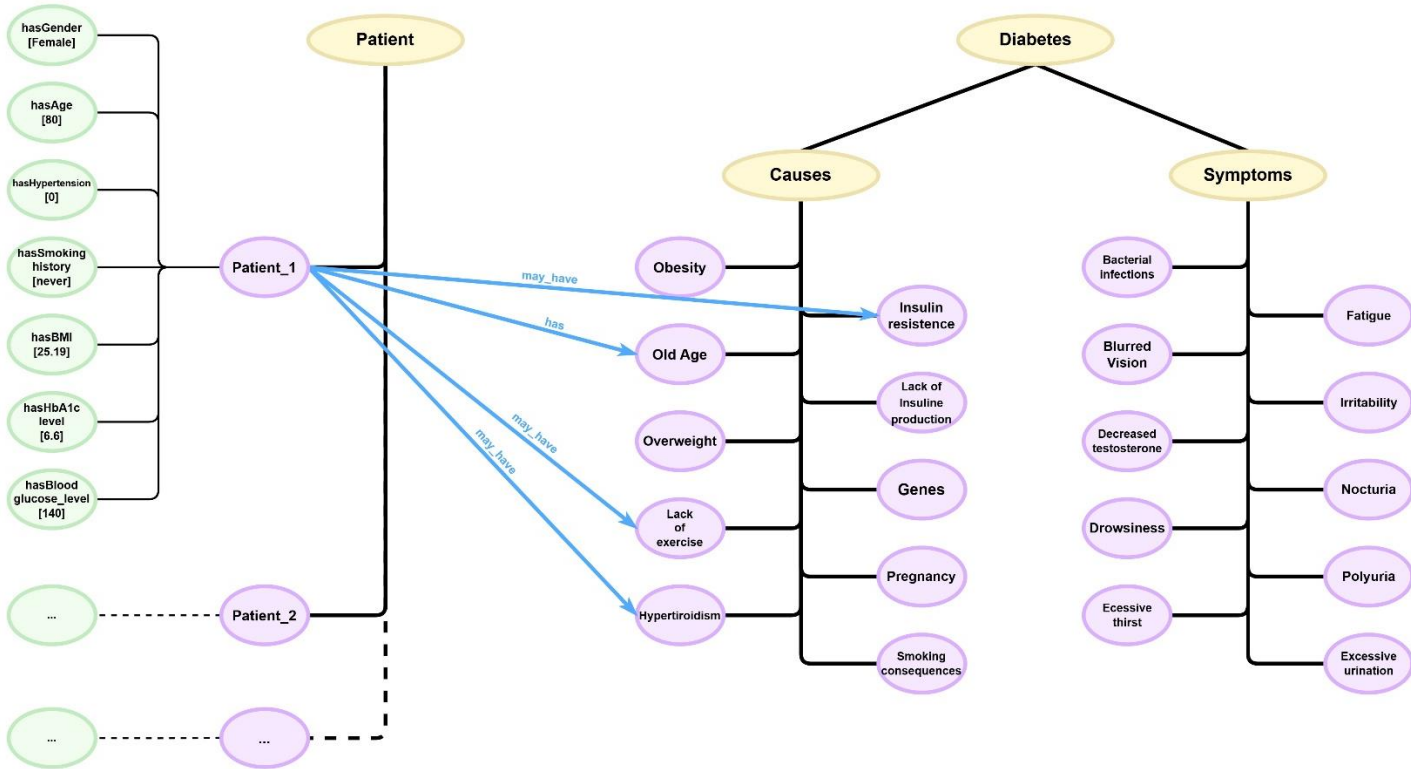 hasGender
[Female]
hasAge
[80]
hasHypertension
[0]
hasSmoking
history
[never]
hasBMI
[25.19]
hasHbA1c
level
[6.6]
hasBlood
glucose_level
[140]
...
...
Patient
Patient_1
Patient_2
...
may_have
has
may_have
may_have
Diabetes
Causes
Obesity
Insulin
resistence
Old Age
Lack of
Insuline
production
Overweight
Genes
Lack
of
exercise
Pregnancy
Hypertiroidism
Smoking
consequences
Symptoms
Bacterial
infections
Fatigue
Blurred
Vision
Irritability
Decreased
testosterone
Nocturia
Drowsiness
Polyuria
Ecessive
thirst
Excessive
urination